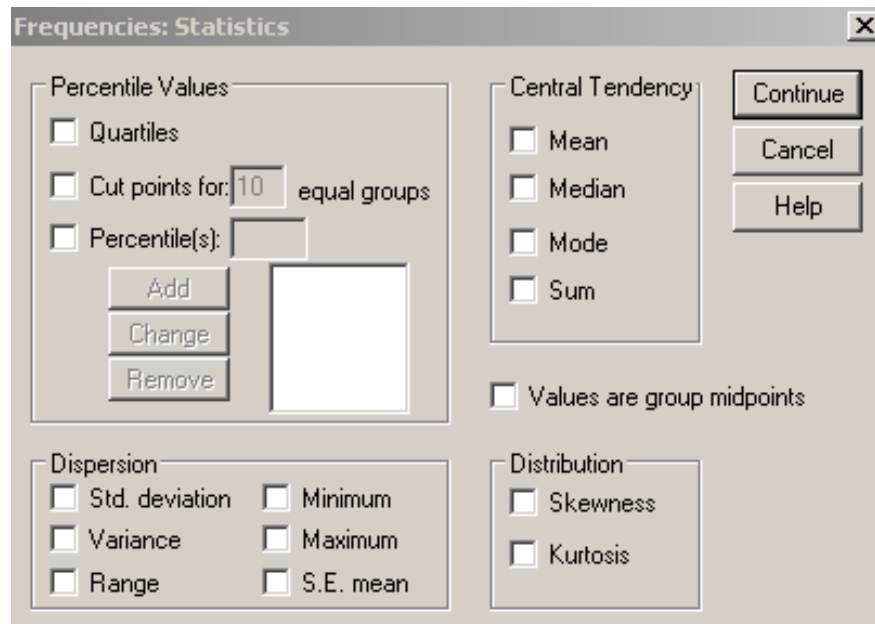 Frequencies: Statistics
Percentile Values
Quartiles
Cut points for: 10 equal groups
Percentile(s):
Add
Change
Remove
Central Tendency
Mean
Median
Mode
Sum
Continue
Cancel
Help
Values are group midpoints
Dispersion
Std. deviation
Variance
Range
Minimum
Maximum
S.E. mean
Distribution
Skewness
Kurtosis